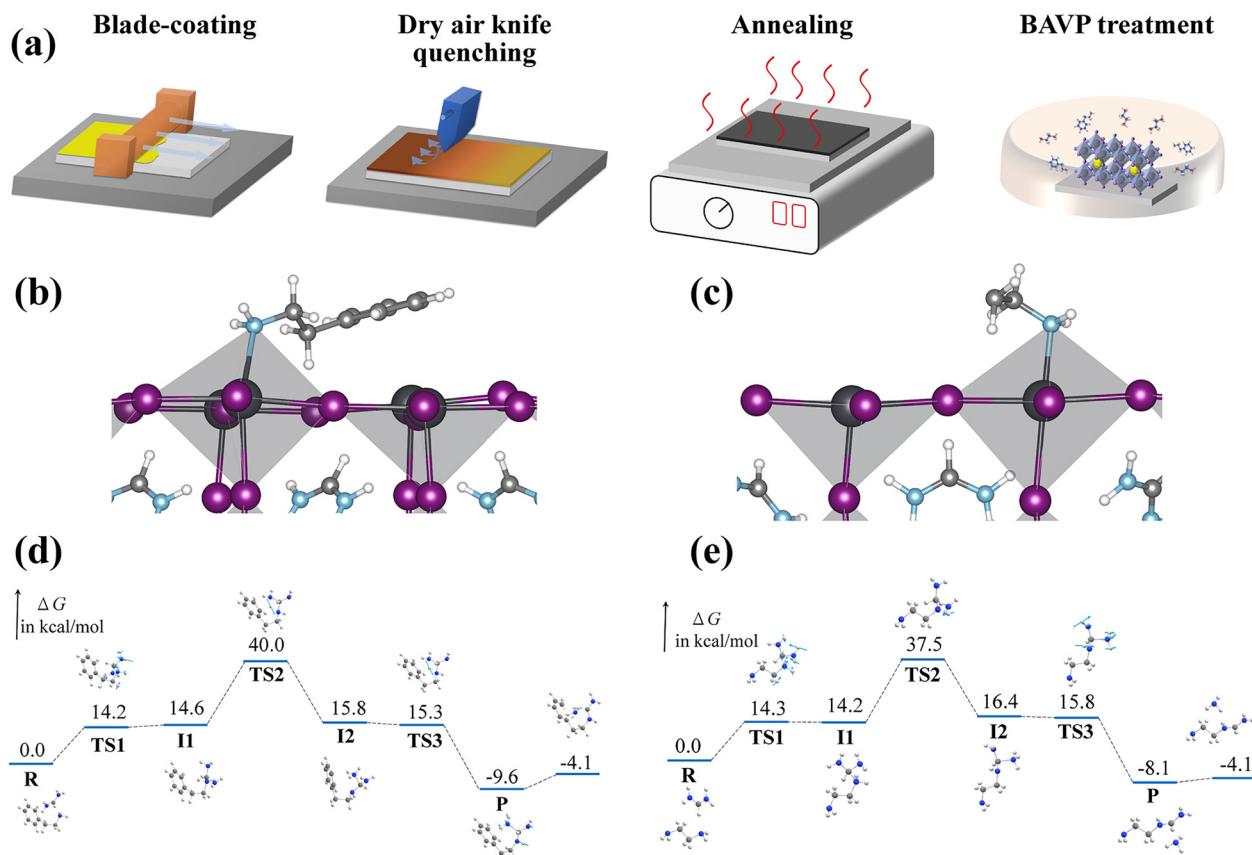 (a)
Blade-coating
Dry air knife
quenching
Annealing
BAVP treatment
(b)
(c)
(d)
Δ G
in kcal/mol
0.0
R
14.2
TS1
14.6
I1
40.0
TS2
15.8
I2
15.3
TS3
-9.6
P
-4.1
(e)
Δ G
in kcal/mol
0.0
R
14.3
TS1
14.2
I1
37.5
TS2
16.4
I2
15.8
TS3
-8.1
P
-4.1